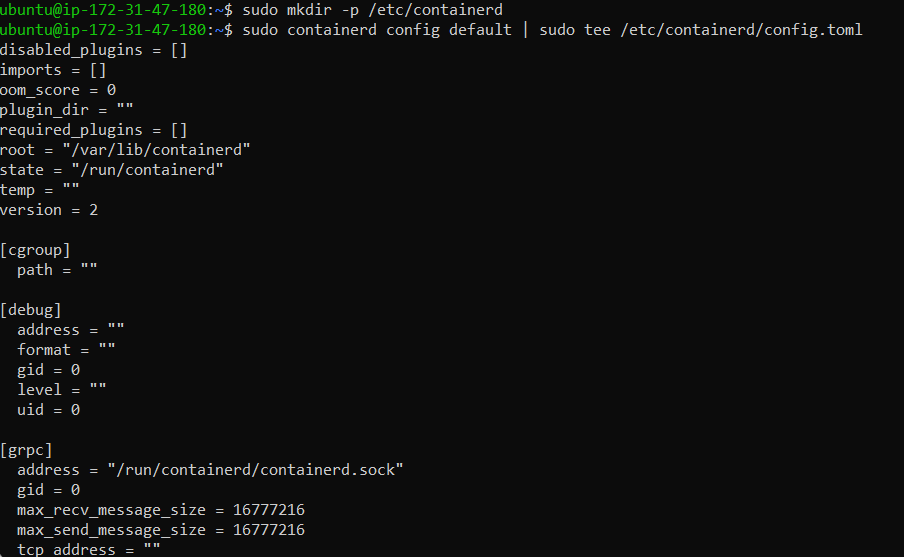 ubuntu@ip-172-31-47-180:~$ sudo mkdir -p /etc/containerd
ubuntu@ip-172-31-47-180:~$ sudo containerd config default | sudo tee /etc/containerd/config.toml
disabled_plugins = []
imports = []
oom_score = 0
plugin_dir = ""
required_plugins = []
root = "/var/lib/containerd"
state = "/run/containerd"
temp = ""
version = 2

[cgroup]
  path = ""

[debug]
  address = ""
  format = ""
  gid = 0
  level = ""
  uid = 0

[grpc]
  address = "/run/containerd/containerd.sock"
  gid = 0
  max_recv_message_size = 16777216
  max_send_message_size = 16777216
  tcp_address = ""